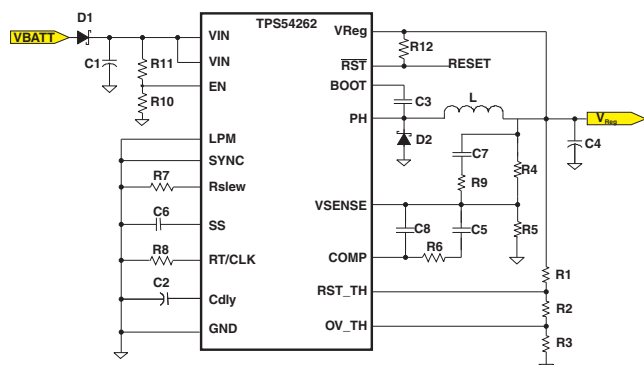 TPS54262
D1
VBATT
VIN
VReg
C1
R11
VIN
R12
RST
RESET
EN
BOOT
R10
C3
L
PH
VReg
D2
C4
LPM
C7
R4
SYNC
R7
Rslew
R9
VSENSE
C6
SS
C8
C5
R5
R8
R6
RT/CLK
COMP
R1
C2
Cdly
RST_TH
R2
GND
OV_TH
R3